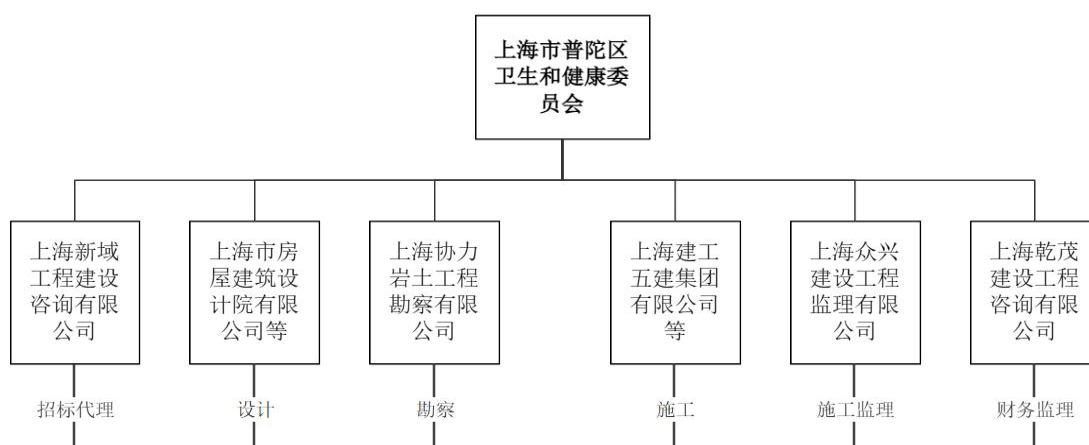 上海市普陀区
卫生和健康委
员会
上海新域
工程建设
咨询有限
公司
上海市房
屋建筑设
计院有限
公司等
上海协力
岩土工程
勘察有限
公司
上海建工
五建集团
有限公司
等
上海众兴
建设工程
监理有限
公司
上海乾茂
建设工程
咨询有限
公司
招标代理
设计
勘察
施工
施工监理
财务监理